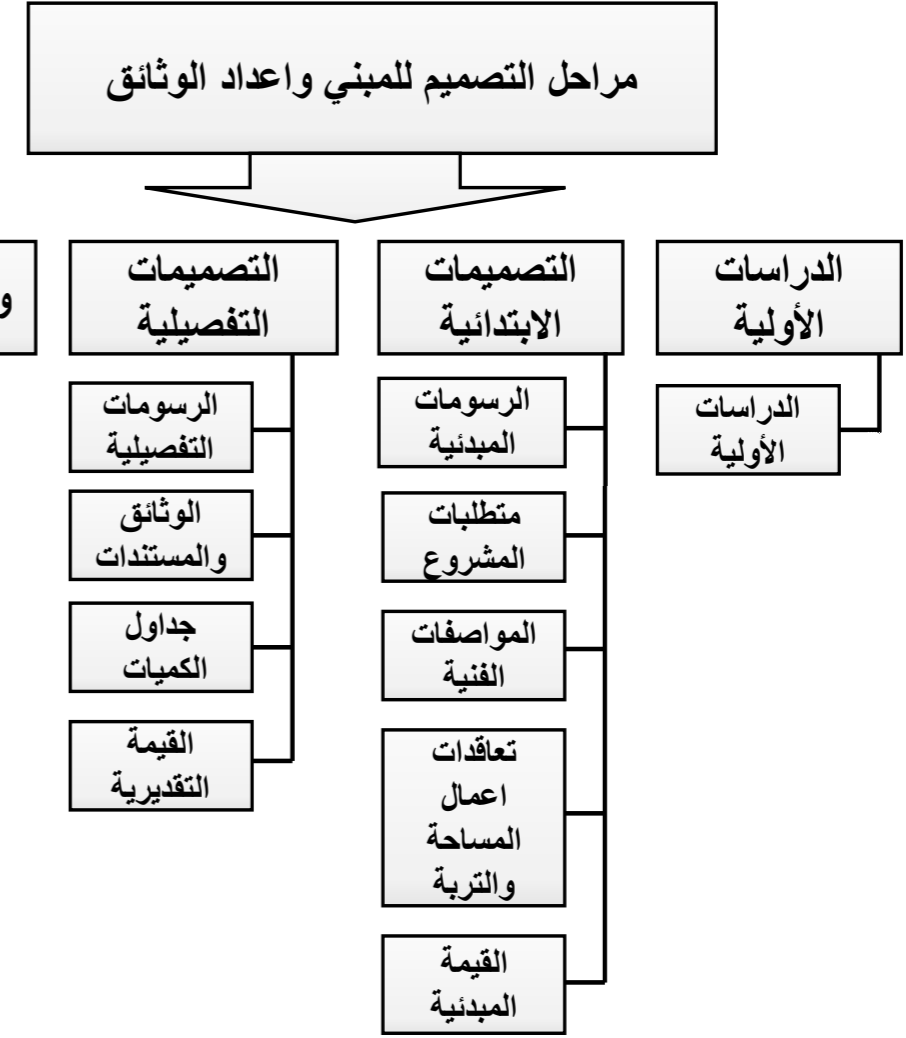 مراحل التصميم للمبني واعداد الوثائق
الدراسات
الأولية
الدراسات
الأولية
التصميمات
الابتدائية
الرسومات
المبدئية
متطلبات
المشروع
المواصفات
الفنية
تعاقدات
اعمال
المساحة
والتربة
القيمة
المبدئية
التصميمات
التفصيلية
الرسومات
التفصيلية
الوثائق
والمستندات
جداول
الكميات
القيمة
التقديرية